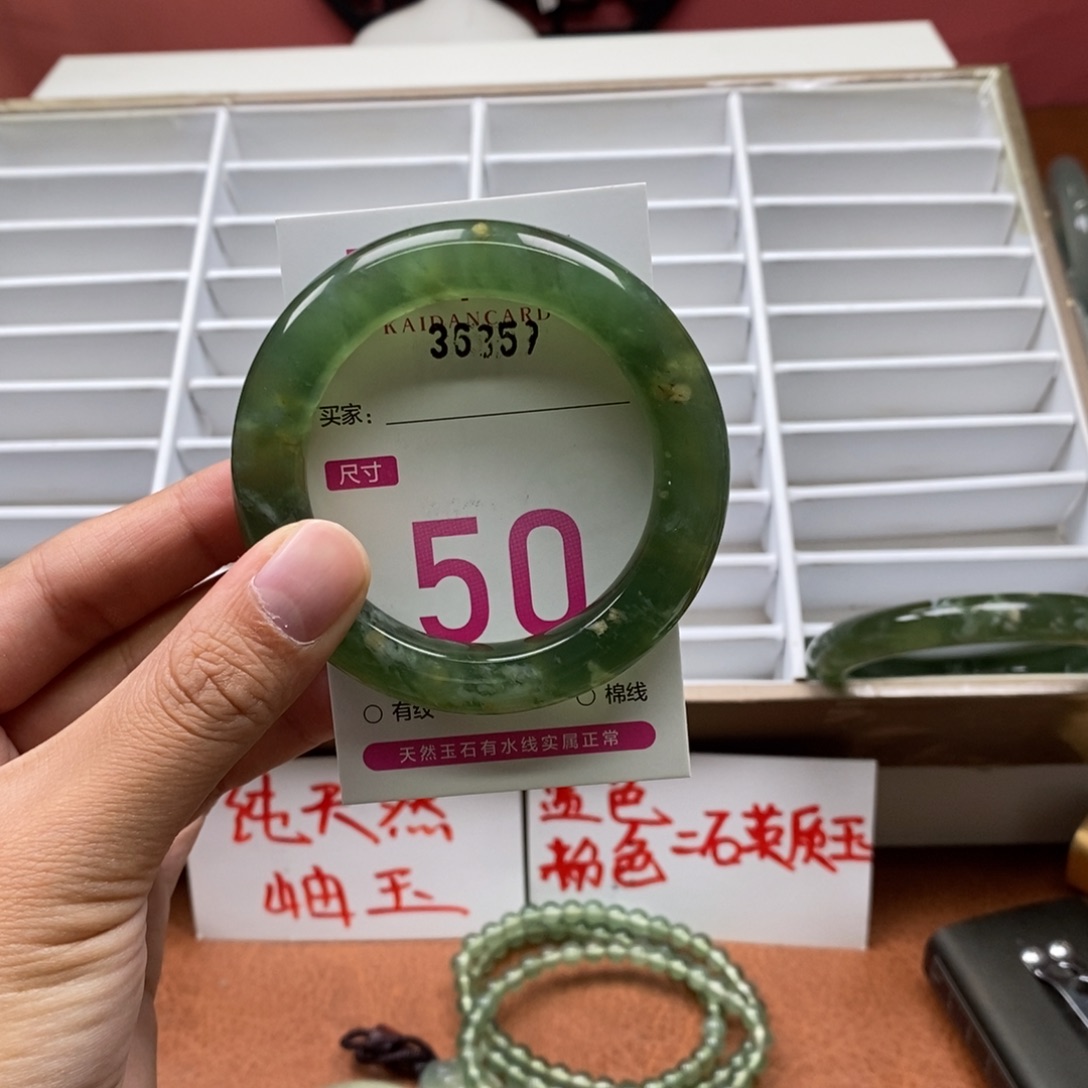 KAIDANCARD
36357
买家：
尺寸
50
有纹
棉线
天然玉石有水线实属正常
纯天然
岫玉
蓝色
粉色
=石英质玉